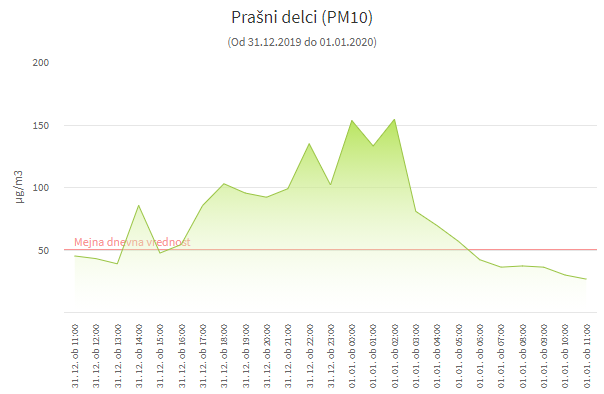 Prašni delci (PM10)
(Od 31.12.2019 do 01.01.2020)
200
150
100
50
µg/m3
Mejna dnevna vrednost
31.12. ob 11:00
31.12. ob 12:00
31.12. ob 13:00
31.12. ob 14:00
31.12. ob 15:00
31.12. ob 16:00
31.12. ob 17:00
31.12. ob 18:00
31.12. ob 19:00
31.12. ob 20:00
31.12. ob 21:00
31.12. ob 22:00
31.12. ob 23:00
01.01. ob 00:00
01.01. ob 01:00
01.01. ob 02:00
01.01. ob 03:00
01.01. ob 04:00
01.01. ob 05:00
01.01. ob 06:00
01.01. ob 07:00
01.01. ob 08:00
01.01. ob 09:00
01.01. ob 10:00
01.01. ob 11:00